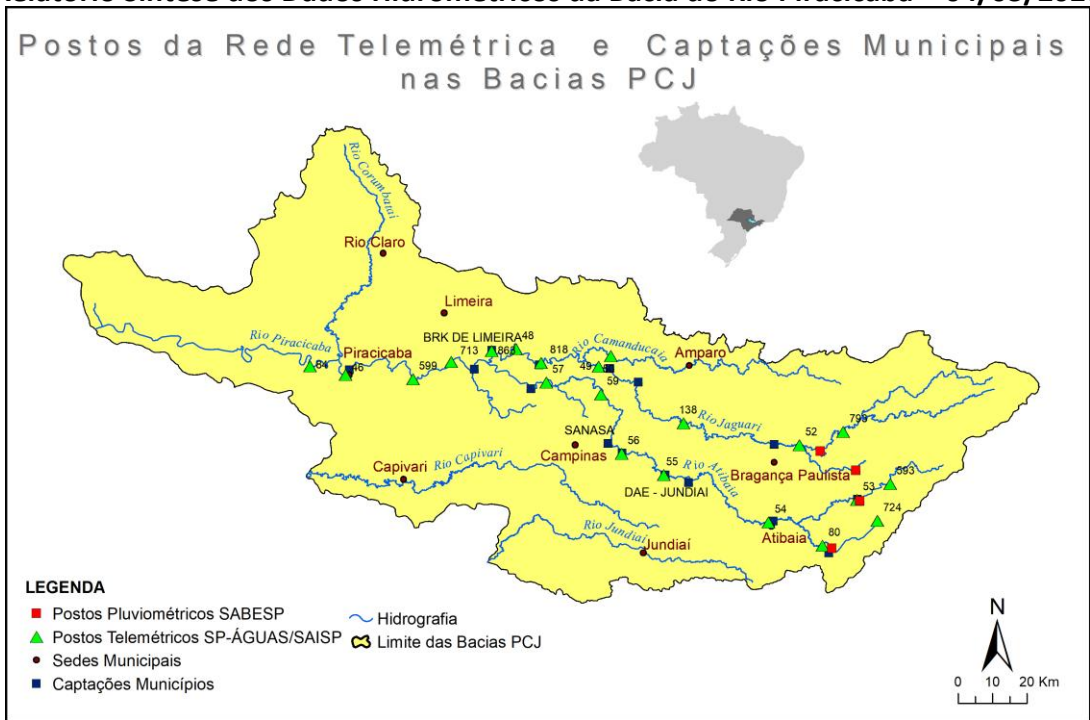 Postos da Rede Telemétrica e Captações Municipais
nas Bacias PCJ
Rio Corumbataí
Rio Claro
Limeira
BRK DE LIMEIRA
48
713
818
Rio Camanducaia
Amparo
Rio Piracicaba
Piracicaba
599
46
57
49
59
138
Rio Jaguari
52
SANASA
Campinas
56
Capivari
Rio Capivari
55
DAE - JUNDIAI
Rio Atibaia
Bragança Paulista
53
593
724
54
Atibaia
80
Rio Jundiaí
Jundiaí
LEGENDA
Postos Pluviométricos SABESP
Postos Telemétricos SP-ÁGUAS/SAISP
Sedes Municipais
Captações Municípios
Hidrografia
Limite das Bacias PCJ
N
0 10 20 Km